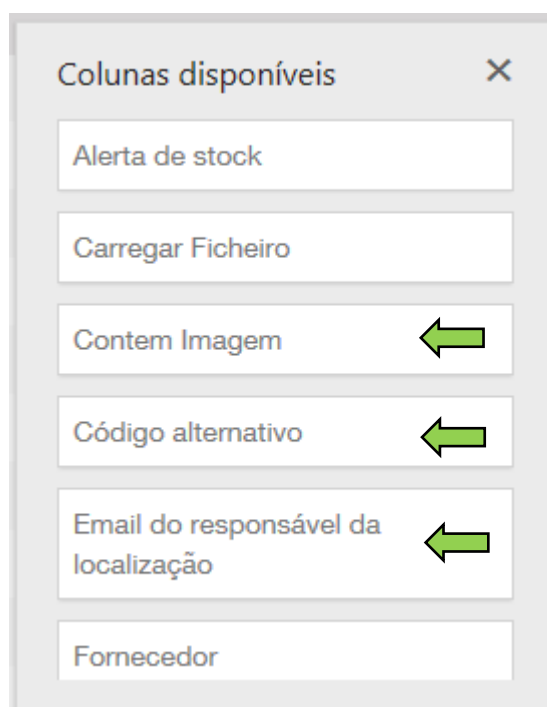 Colunas disponíveis
Alerta de stock
Carregar Ficheiro
Contem Imagem
Código alternativo
Email do responsável da
localização
Fornecedor